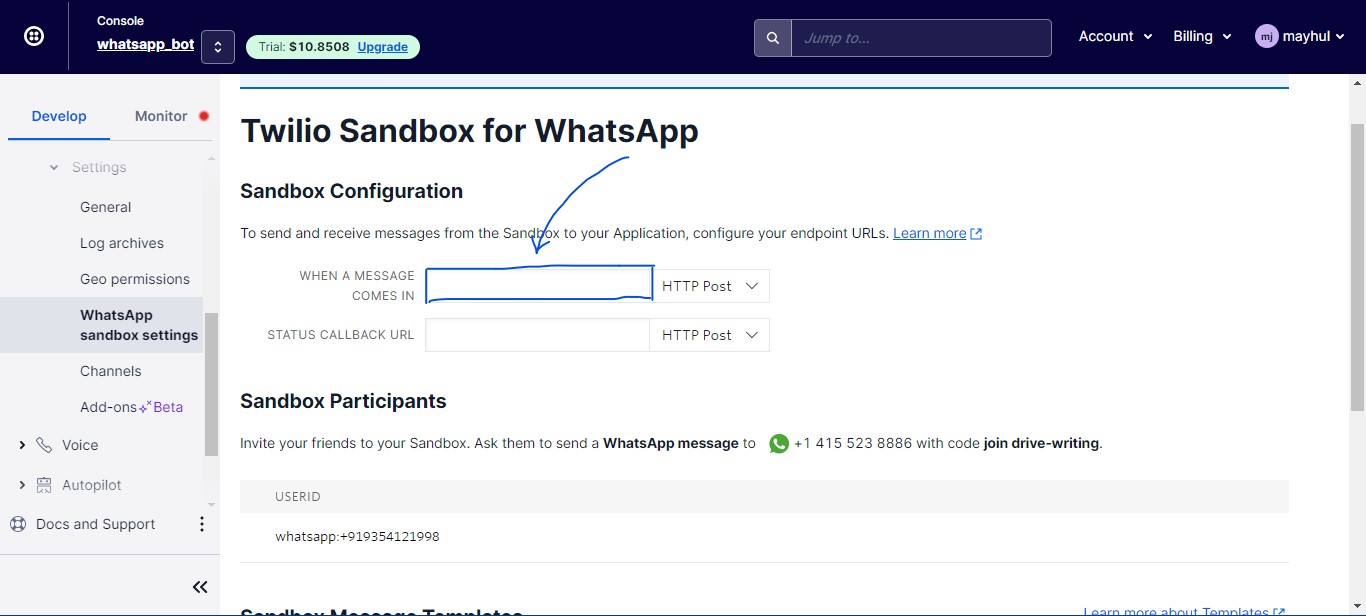 Console
whatsapp_bot
Trial: $10.8508 Upgrade
Jump to...
Account
Billing
mj mayhul
Develop
Monitor
Settings
General
Log archives
Geo permissions
WhatsApp
sandbox settings
Channels
Add-ons Beta
Voice
Autopilot
Docs and Support
Twilio Sandbox for WhatsApp
Sandbox Configuration
To send and receive messages from the Sandbox to your Application, configure your endpoint URLs. Learn more
WHEN A MESSAGE
COMES IN
HTTP Post
STATUS CALLBACK URL
HTTP Post
Sandbox Participants
Invite your friends to your Sandbox. Ask them to send a WhatsApp message to +1 415 523 8886 with code join drive-writing.
USERID
whatsapp:+919354121998
Sandbox Message Templates
Learn more about Templates